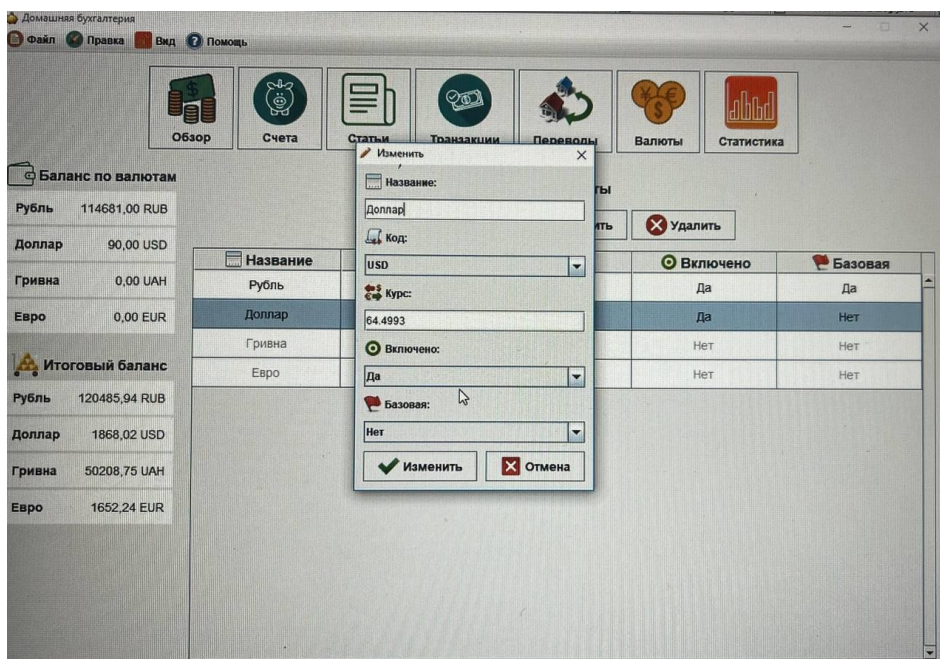 Домашняя бухгалтерия
Файл Правка Вид Помощь
Обзор Счета Статьи Транзакции Переводы Валюты Статистика
Баланс по валютам
Рубль 114681,00 RUB
Доллар 90,00 USD
Гривна 0,00 UAH
Евро 0,00 EUR
Итоговый баланс
Рубль 120485,94 RUB
Доллар 1868,02 USD
Гривна 50208,75 UAH
Евро 1652,24 EUR
Изменить
Название:
Доллар
Код:
USD
Курс:
64.4993
Включено:
Да
Базовая:
Нет
Изменить Отмена
ты
ить Удалить
Название Включено Базовая
Рубль Да Да
Доллар Да Нет
Гривна Нет Нет
Евро Нет Нет